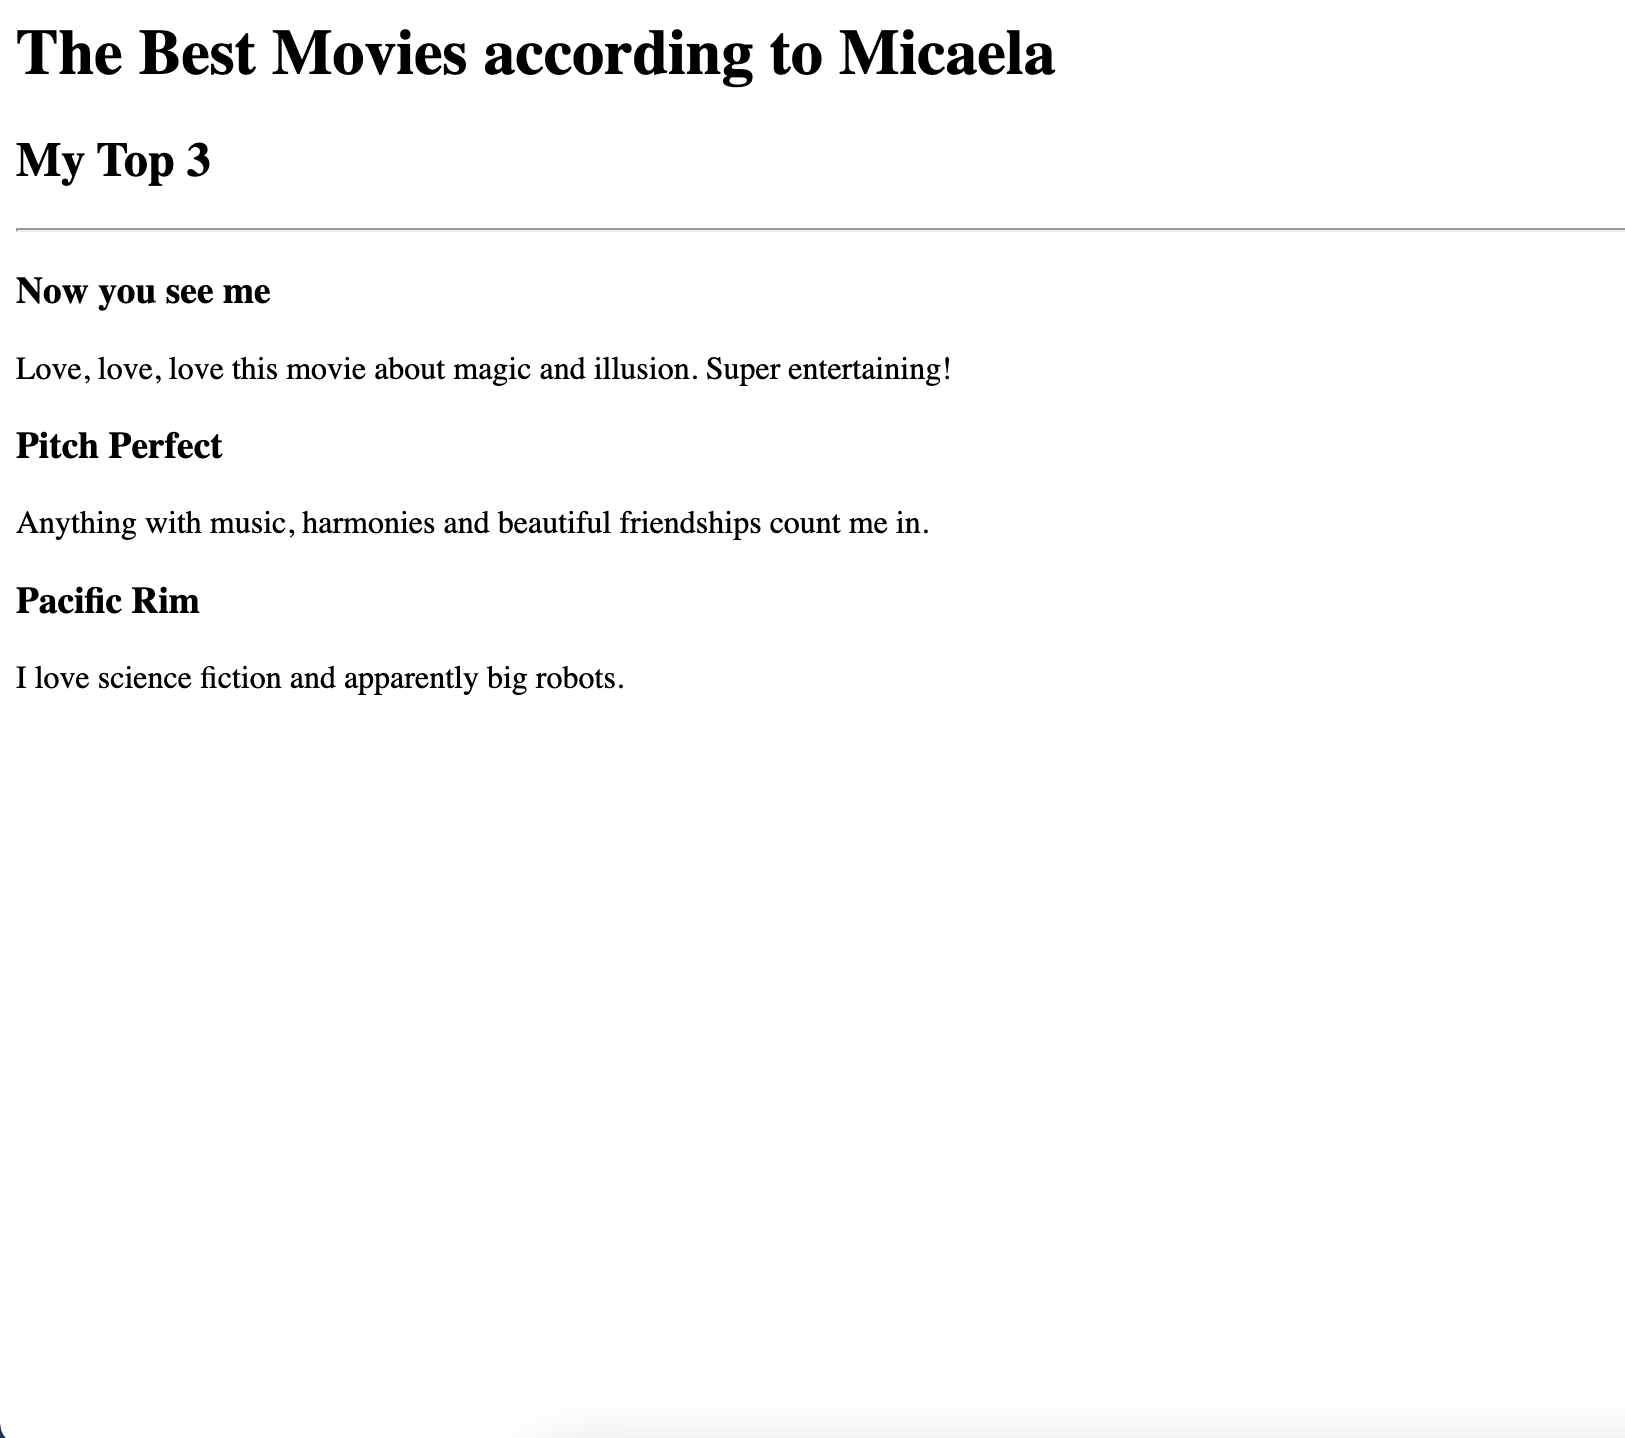 The Best Movies according to Micaela
My Top 3
Now you see me
Love, love, love this movie about magic and illusion. Super entertaining!
Pitch Perfect
Anything with music, harmonies and beautiful friendships count me in.
Pacific Rim
I love science fiction and apparently big robots.